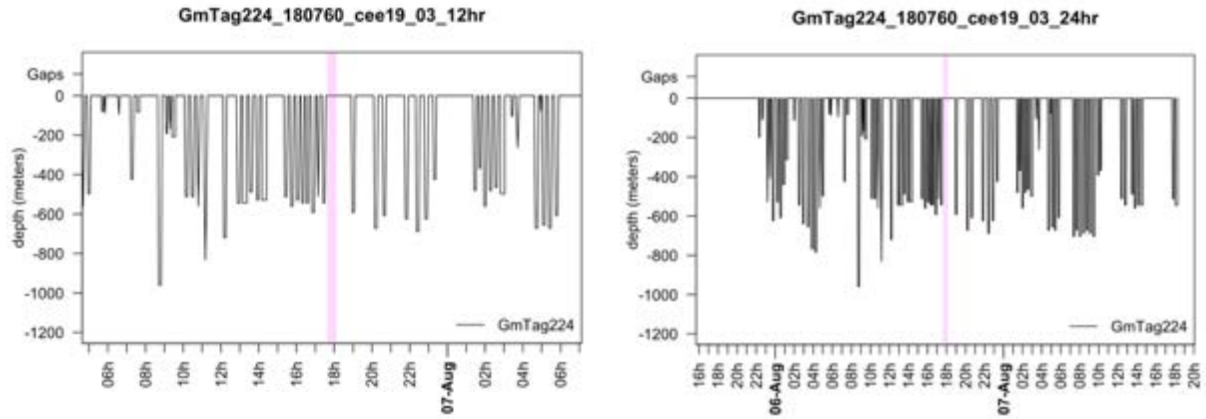 GmTag224_180760_cee19_03_12hr
Gaps
0
-200
-400
-600
-800
-1000
-1200
depth (meters)
GmTag224
06h
08h
10h
12h
14h
16h
18h
20h
22h
07-Aug
02h
04h
06h
GmTag224_180760_cee19_03_24hr
Gaps
0
-200
-400
-600
-800
-1000
-1200
depth (meters)
GmTag224
16h
18h
20h
22h
06-Aug
02h
04h
06h
08h
10h
12h
14h
16h
18h
20h
22h
07-Aug
02h
04h
06h
08h
10h
12h
14h
16h
18h
20h